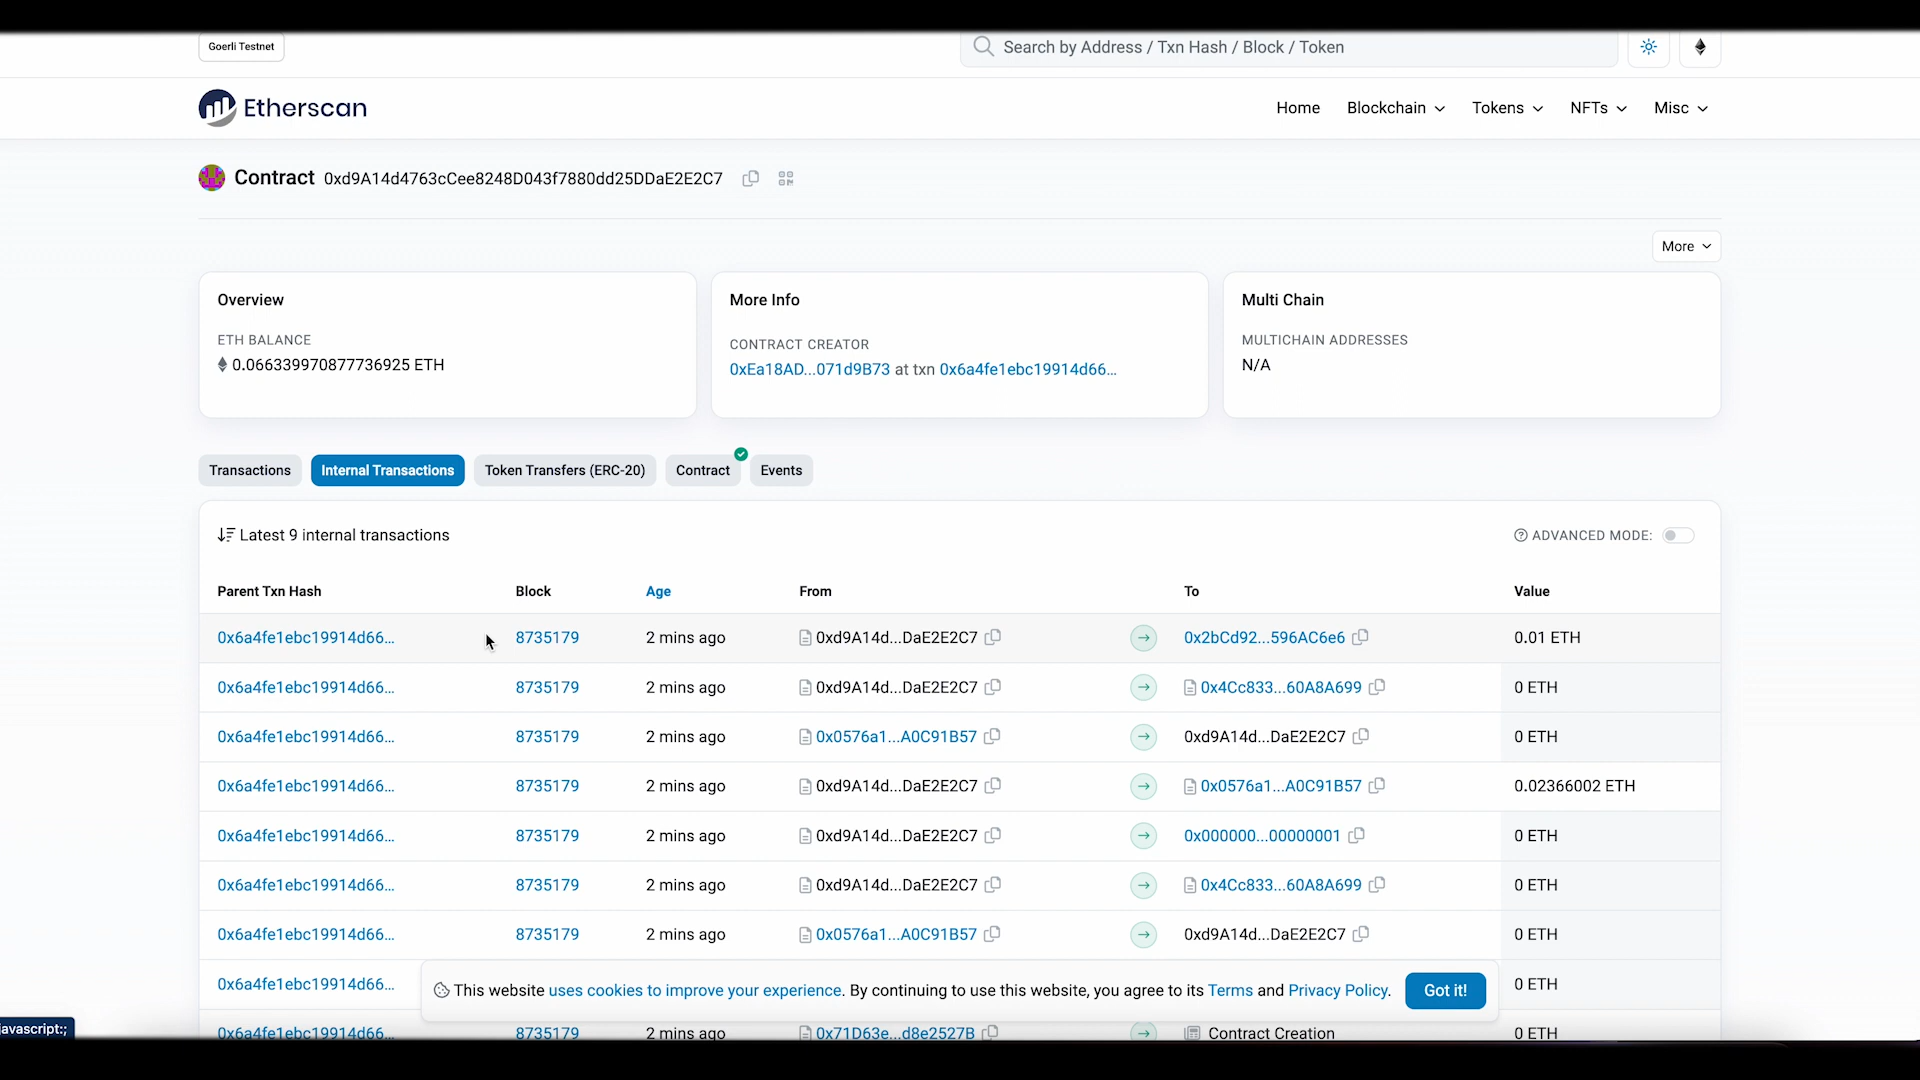 Goerli Testnet
Search by Address / Txn Hash / Block / Token
Etherscan
Home Blockchain Tokens NFTs Misc
Contract 0xd9A14d4763cCee8248D043f7880dd25DDaE2E2C7
More
Overview
ETH BALANCE
0.066339970877736925 ETH
More Info
CONTRACT CREATOR
0xEa18AD...071d9B73 at txn 0x6a4fe1ebc19914d66...
Multi Chain
MULTICHAIN ADDRESSES
N/A
Transactions Internal Transactions Token Transfers (ERC-20) Contract Events
Latest 9 internal transactions
ADVANCED MODE:
Parent Txn Hash Block Age From To Value
0x6a4fe1ebc19914d66... 8735179 2 mins ago 0xd9A14d...DaE2E2C7 0x2bCd92...596AC6e6 0.01 ETH
0x6a4fe1ebc19914d66... 8735179 2 mins ago 0xd9A14d...DaE2E2C7 0x4Cc833...60A8A699 0 ETH
0x6a4fe1ebc19914d66... 8735179 2 mins ago 0x0576a1...A0C91B57 0xd9A14d...DaE2E2C7 0 ETH
0x6a4fe1ebc19914d66... 8735179 2 mins ago 0xd9A14d...DaE2E2C7 0x0576a1...A0C91B57 0.02366002 ETH
0x6a4fe1ebc19914d66... 8735179 2 mins ago 0xd9A14d...DaE2E2C7 0x000000...00000001 0 ETH
0x6a4fe1ebc19914d66... 8735179 2 mins ago 0xd9A14d...DaE2E2C7 0x4Cc833...60A8A699 0 ETH
0x6a4fe1ebc19914d66... 8735179 2 mins ago 0x0576a1...A0C91B57 0xd9A14d...DaE2E2C7 0 ETH
0x6a4fe1ebc19914d66... 0 ETH
This website uses cookies to improve your experience. By continuing to use this website, you agree to its Terms and Privacy Policy. Got it!
0x6a4fe1ebc19914d66... 8735179 2 mins ago 0x71D63e...d8e2527B Contract Creation 0 ETH
javascript:;